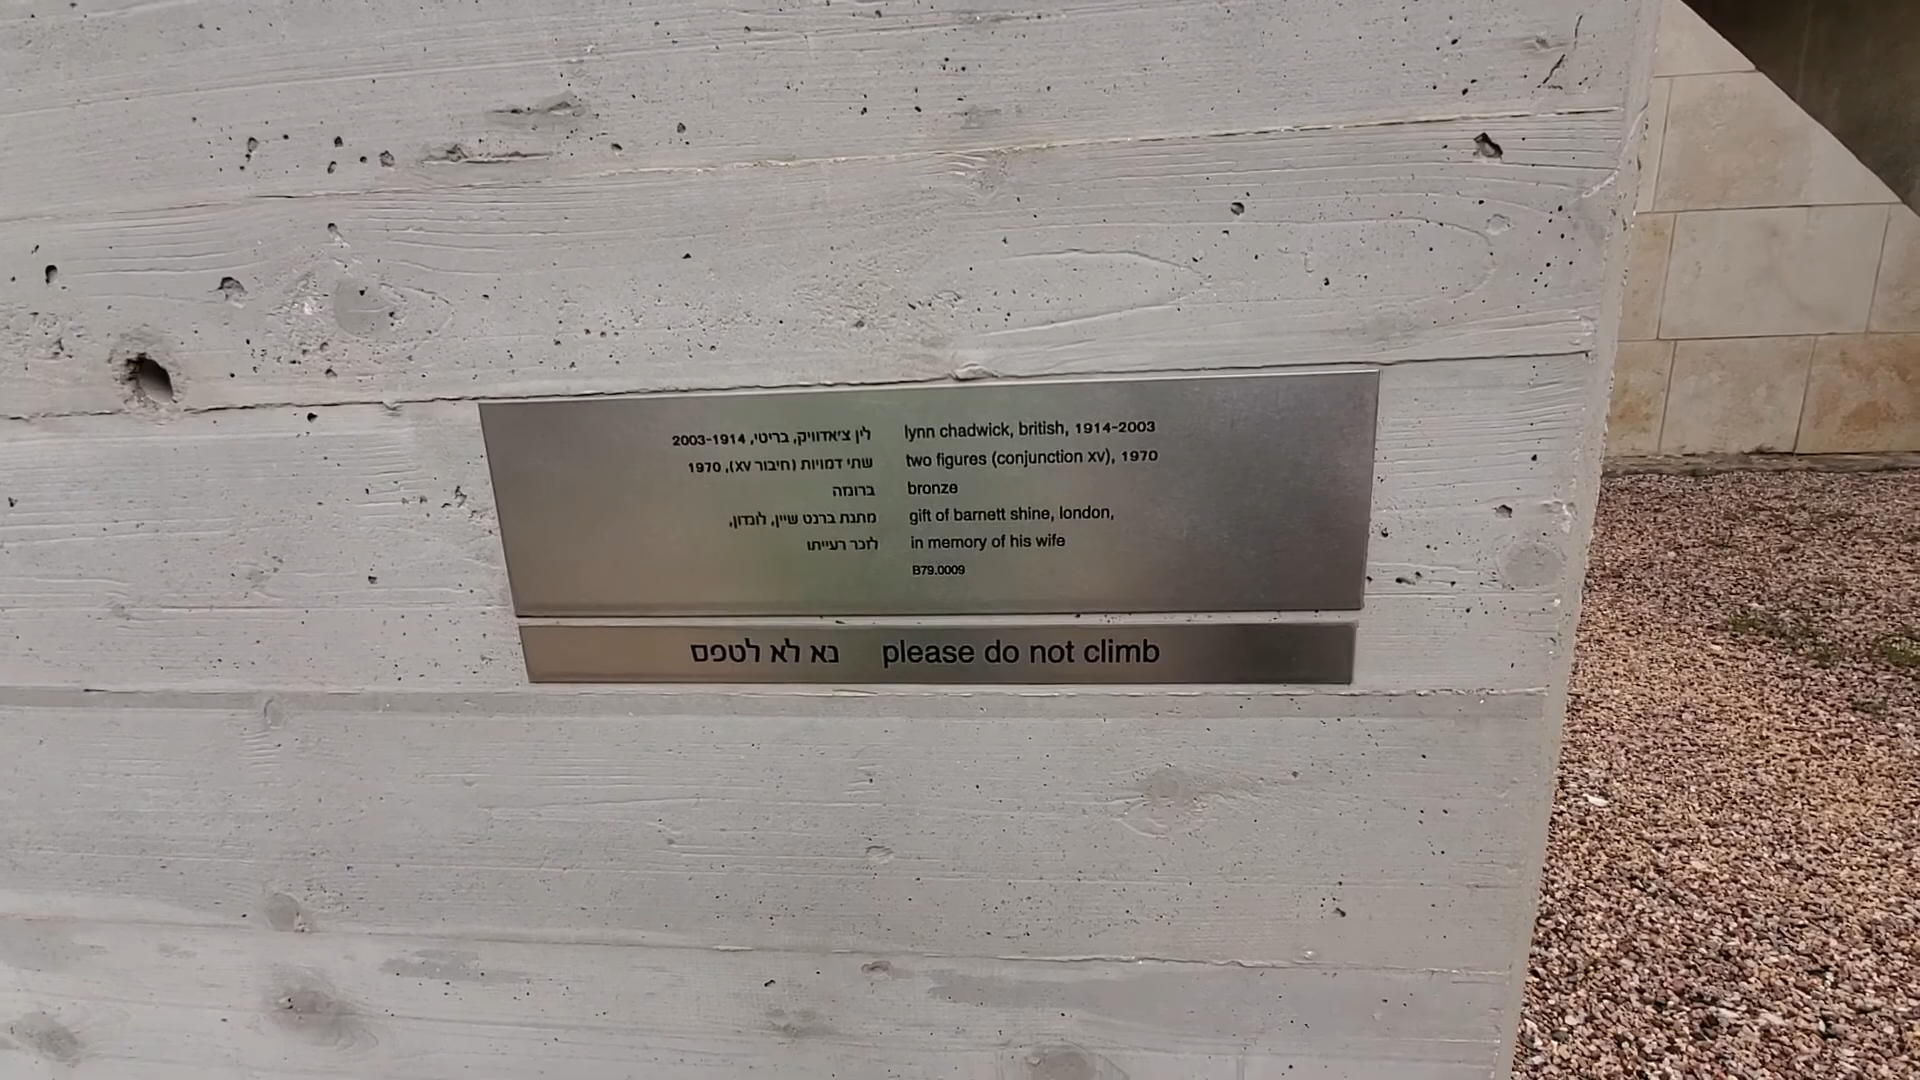 לין צ'אדוויק, בריטי, 2003-1914
שתי דמויות (חיבור XV), 1970
ברונזה
מתנת ברנט שיין, לונדון,
לזכר רעייתו
lynn chadwick, british, 1914-2003
two figures (conjunction xv), 1970
bronze
gift of barnett shine, london,
in memory of his wife
B79.0009
נא לא לטפס
please do not climb